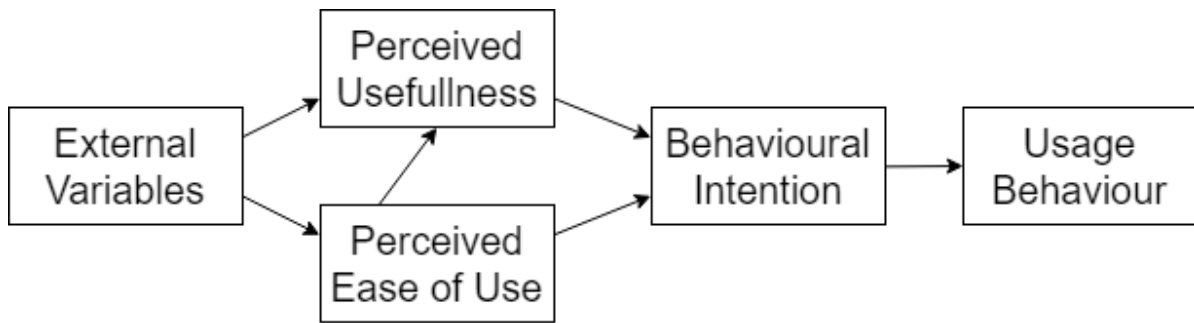 Perceived
Usefullness
External
Variables
Behavioural
Intention
Usage
Behaviour
Perceived
Ease of Use